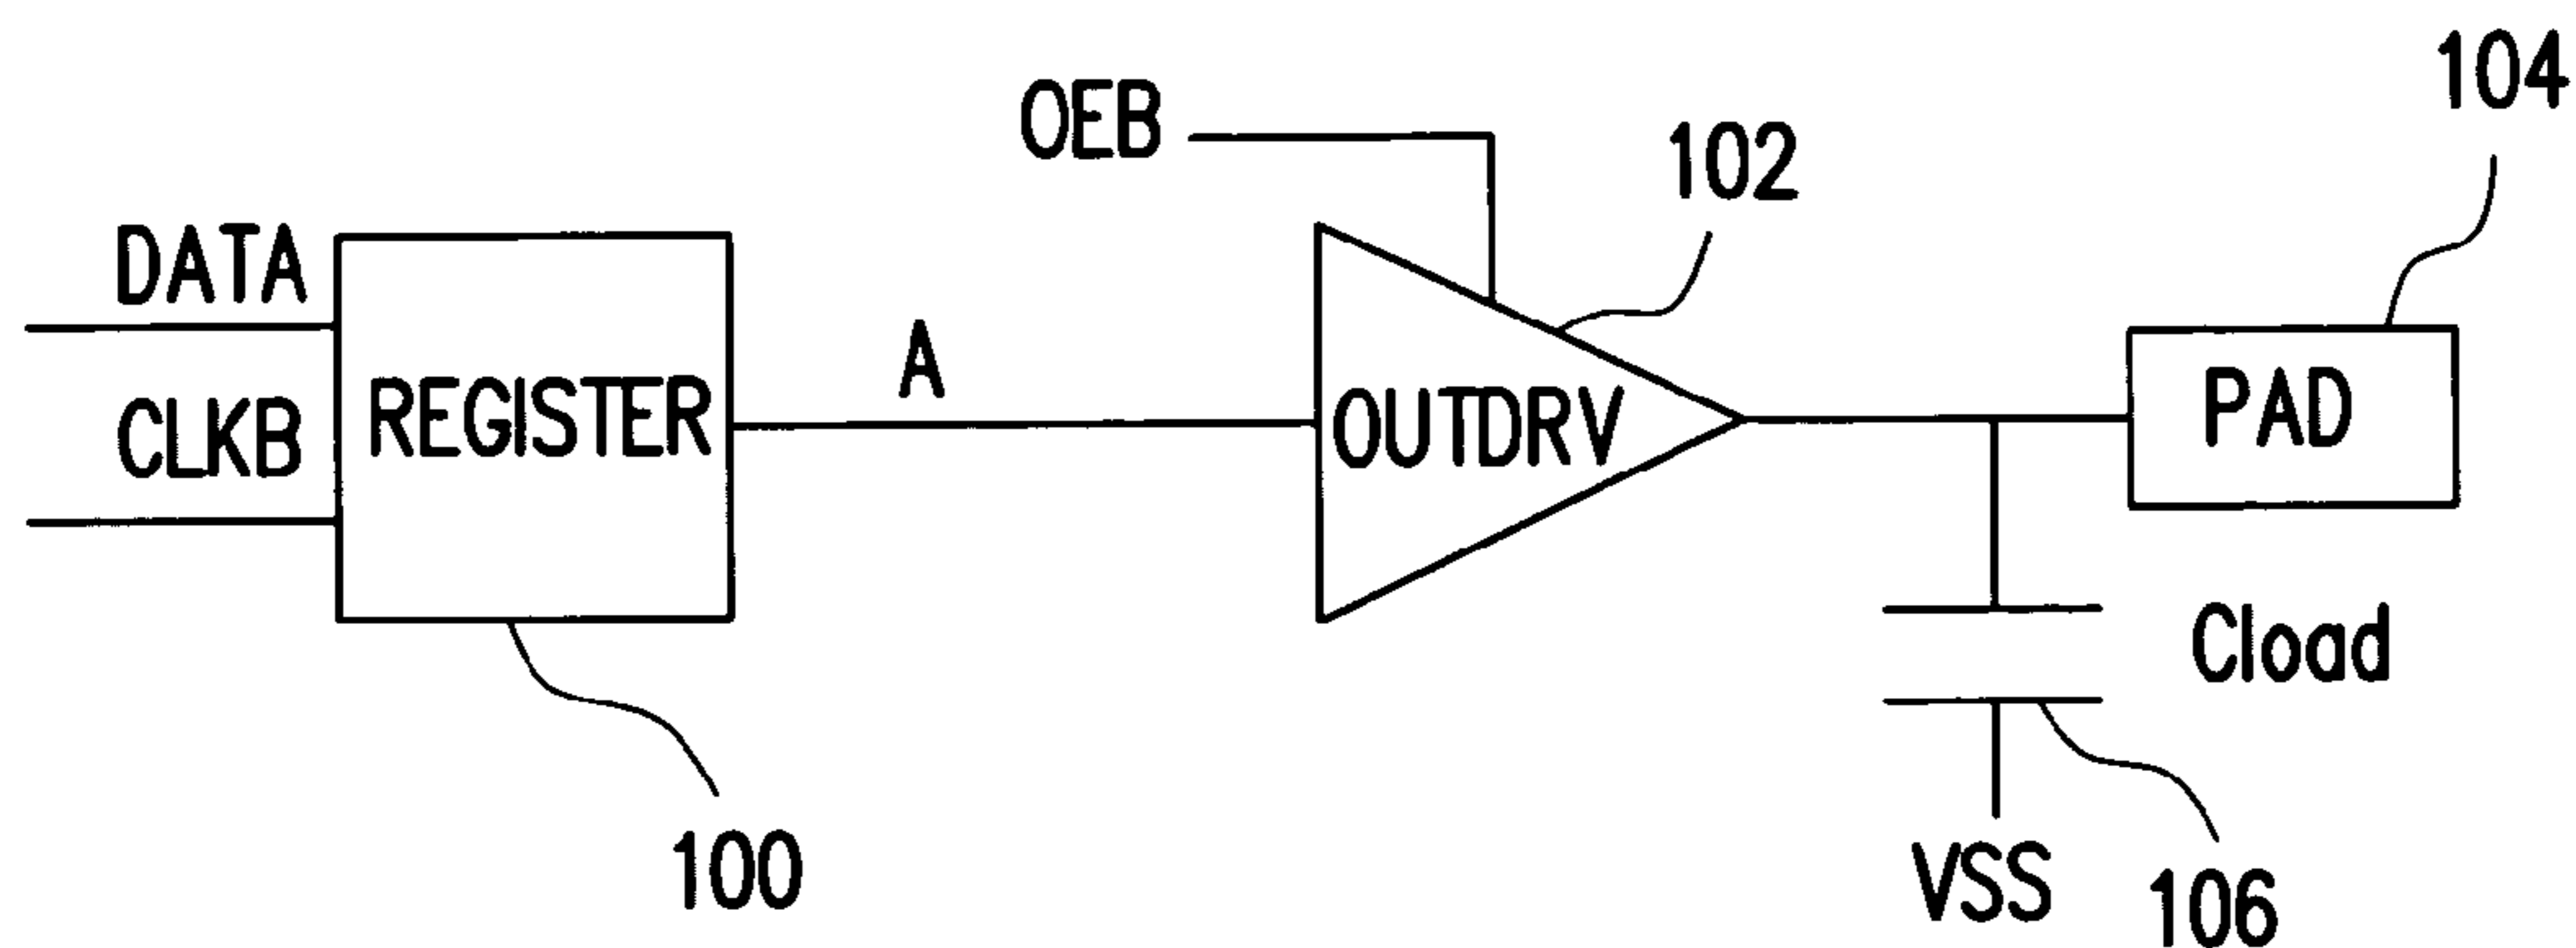 104
OEB
102
DATA
A
CLKB
REGISTER
OUTDRV
PAD
Cload
100
VSS
106